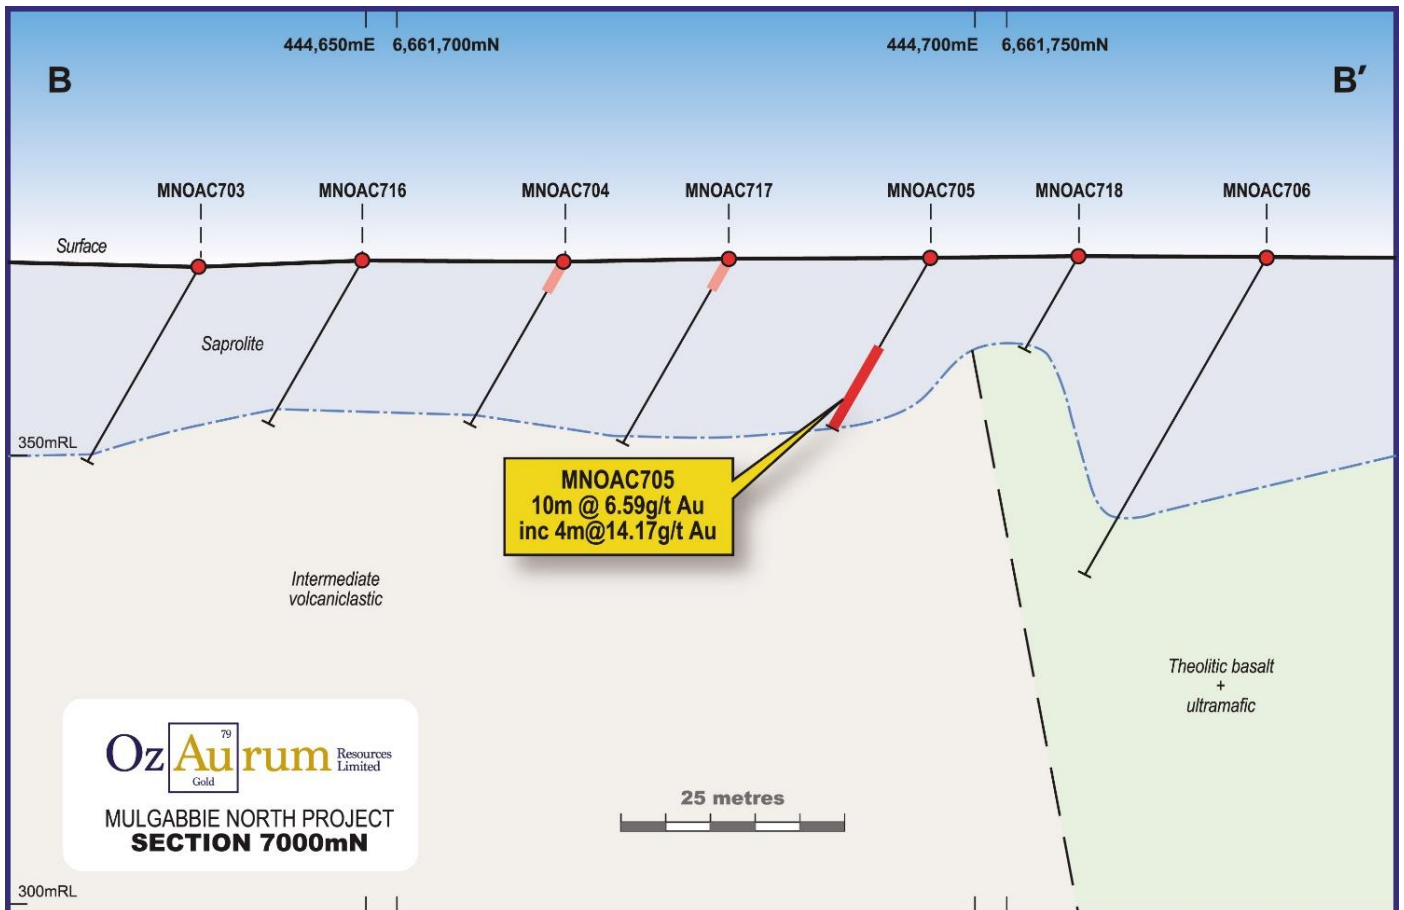 444,650mE 6,661,700mN 444,700mE 6,661,750mN
B B′
MNOAC703 MNOAC716 MNOAC704 MNOAC717 MNOAC705 MNOAC718 MNOAC706
Surface
Saprolite
350mRL
MNOAC705
10m @ 6.59g/t Au
inc 4m@14.17g/t Au
Intermediate
volcaniclastic
Theolitic basalt
+
ultramafic
79
Oz Aurum Resources
Limited
Gold
MULGABBIE NORTH PROJECT
SECTION 7000mN
25 metres
300mRL